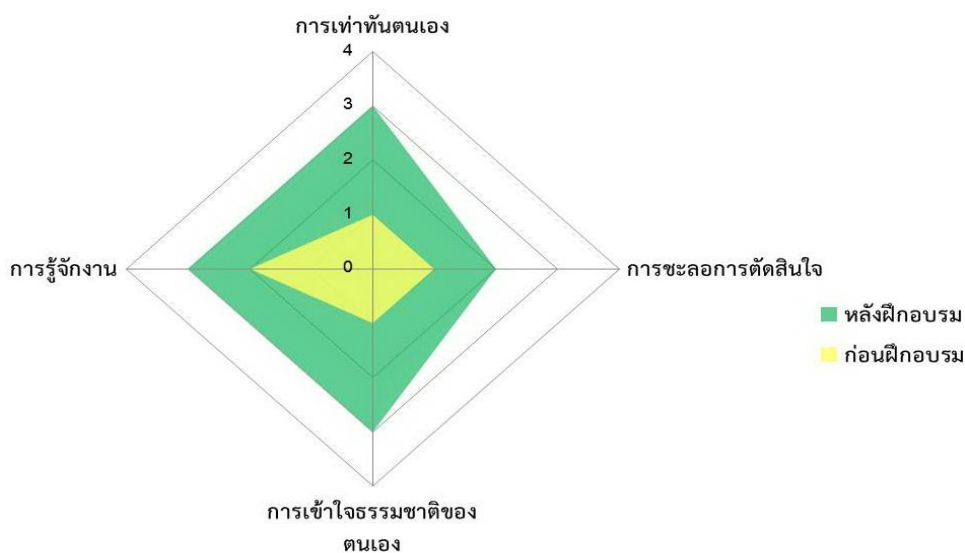 การเท่าทันตนเอง
4
3
2
1
0
การรู้จักงาน
การชะลอการตัดสินใจ
หลังฝึกอบรม
ก่อนฝึกอบรม
การเข้าใจธรรมชาติของ
ตนเอง